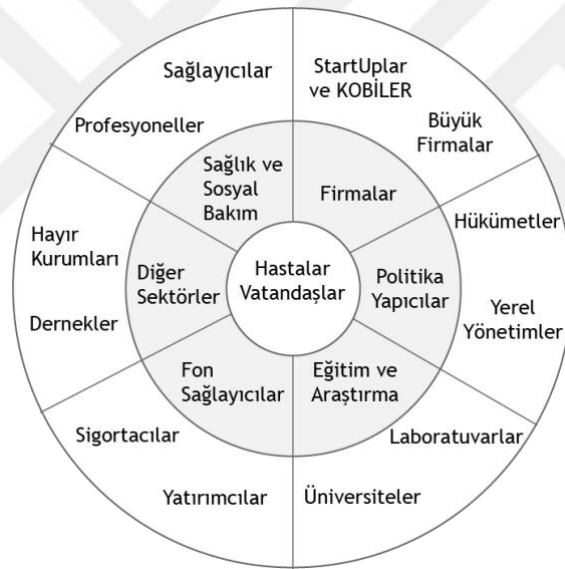 Sağlayıcılar
Profesyoneller
StartUplar
ve KOBİLER
Büyük
Firmalar
Sağlık ve
Sosyal
Bakım
Firmalar
Hayır
Kurumları
Dernekler
Diğer
Sektörler
Hastalar
Vatandaşlar
Politika
Yapıcılar
Hükümetler
Yerel
Yönetimler
Fon
Sağlayıcılar
Eğitim ve
Araştırma
Sigortacılar
Yatırımcılar
Laboratuvarlar
Üniversiteler